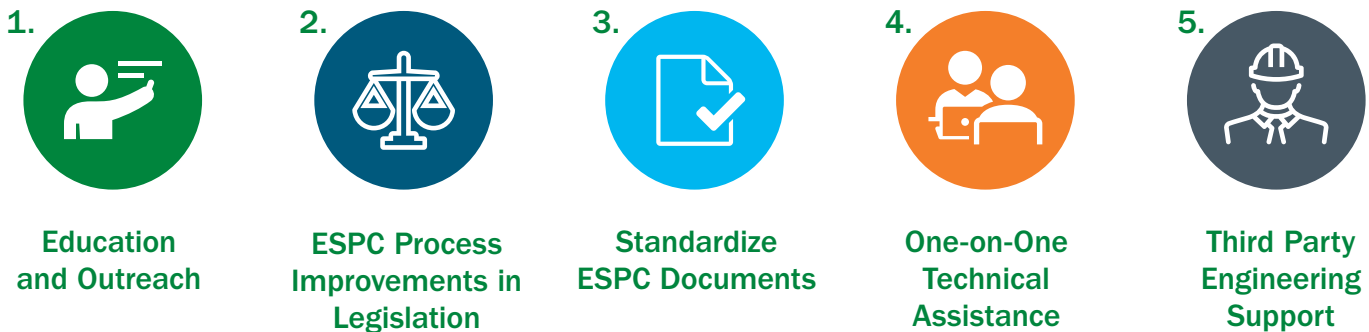 1.
Education
and Outreach
2.
ESPC Process
Improvements in
Legislation
3.
Standardize
ESPC Documents
4.
One-on-One
Technical
Assistance
5.
Third Party
Engineering
Support